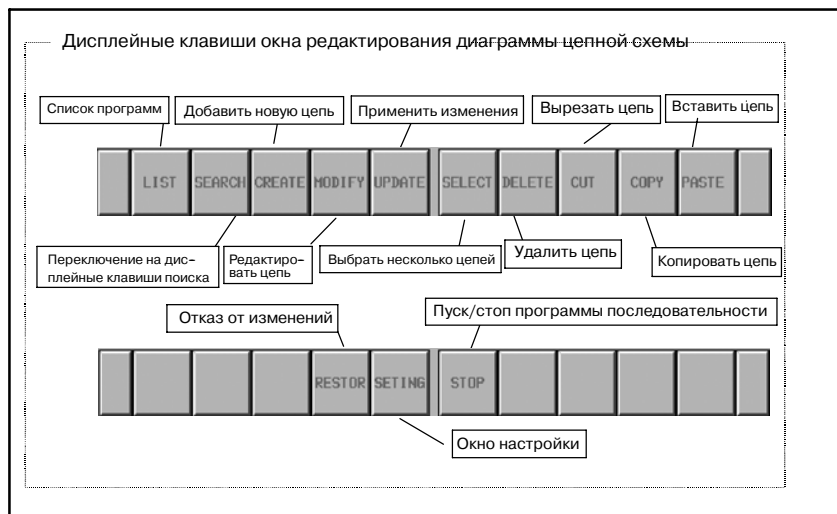 Дисплейные клавиши окна редактирования диаграммы цепной схемы
Список программ
Добавить новую цепь
Применить изменения
Вырезать цепь
Вставить цепь
LIST SEARCH CREATE MODIFY UPDATE SELECT DELETE CUT COPY PASTE
Переключение на дис-
плейные клавиши поиска
Редактиро-
вать цепь
Выбрать несколько цепей
Удалить цепь
Копировать цепь
Отказ от изменений
Пуск/стоп программы последовательности
RESTOR SETING STOP
Окно настройки